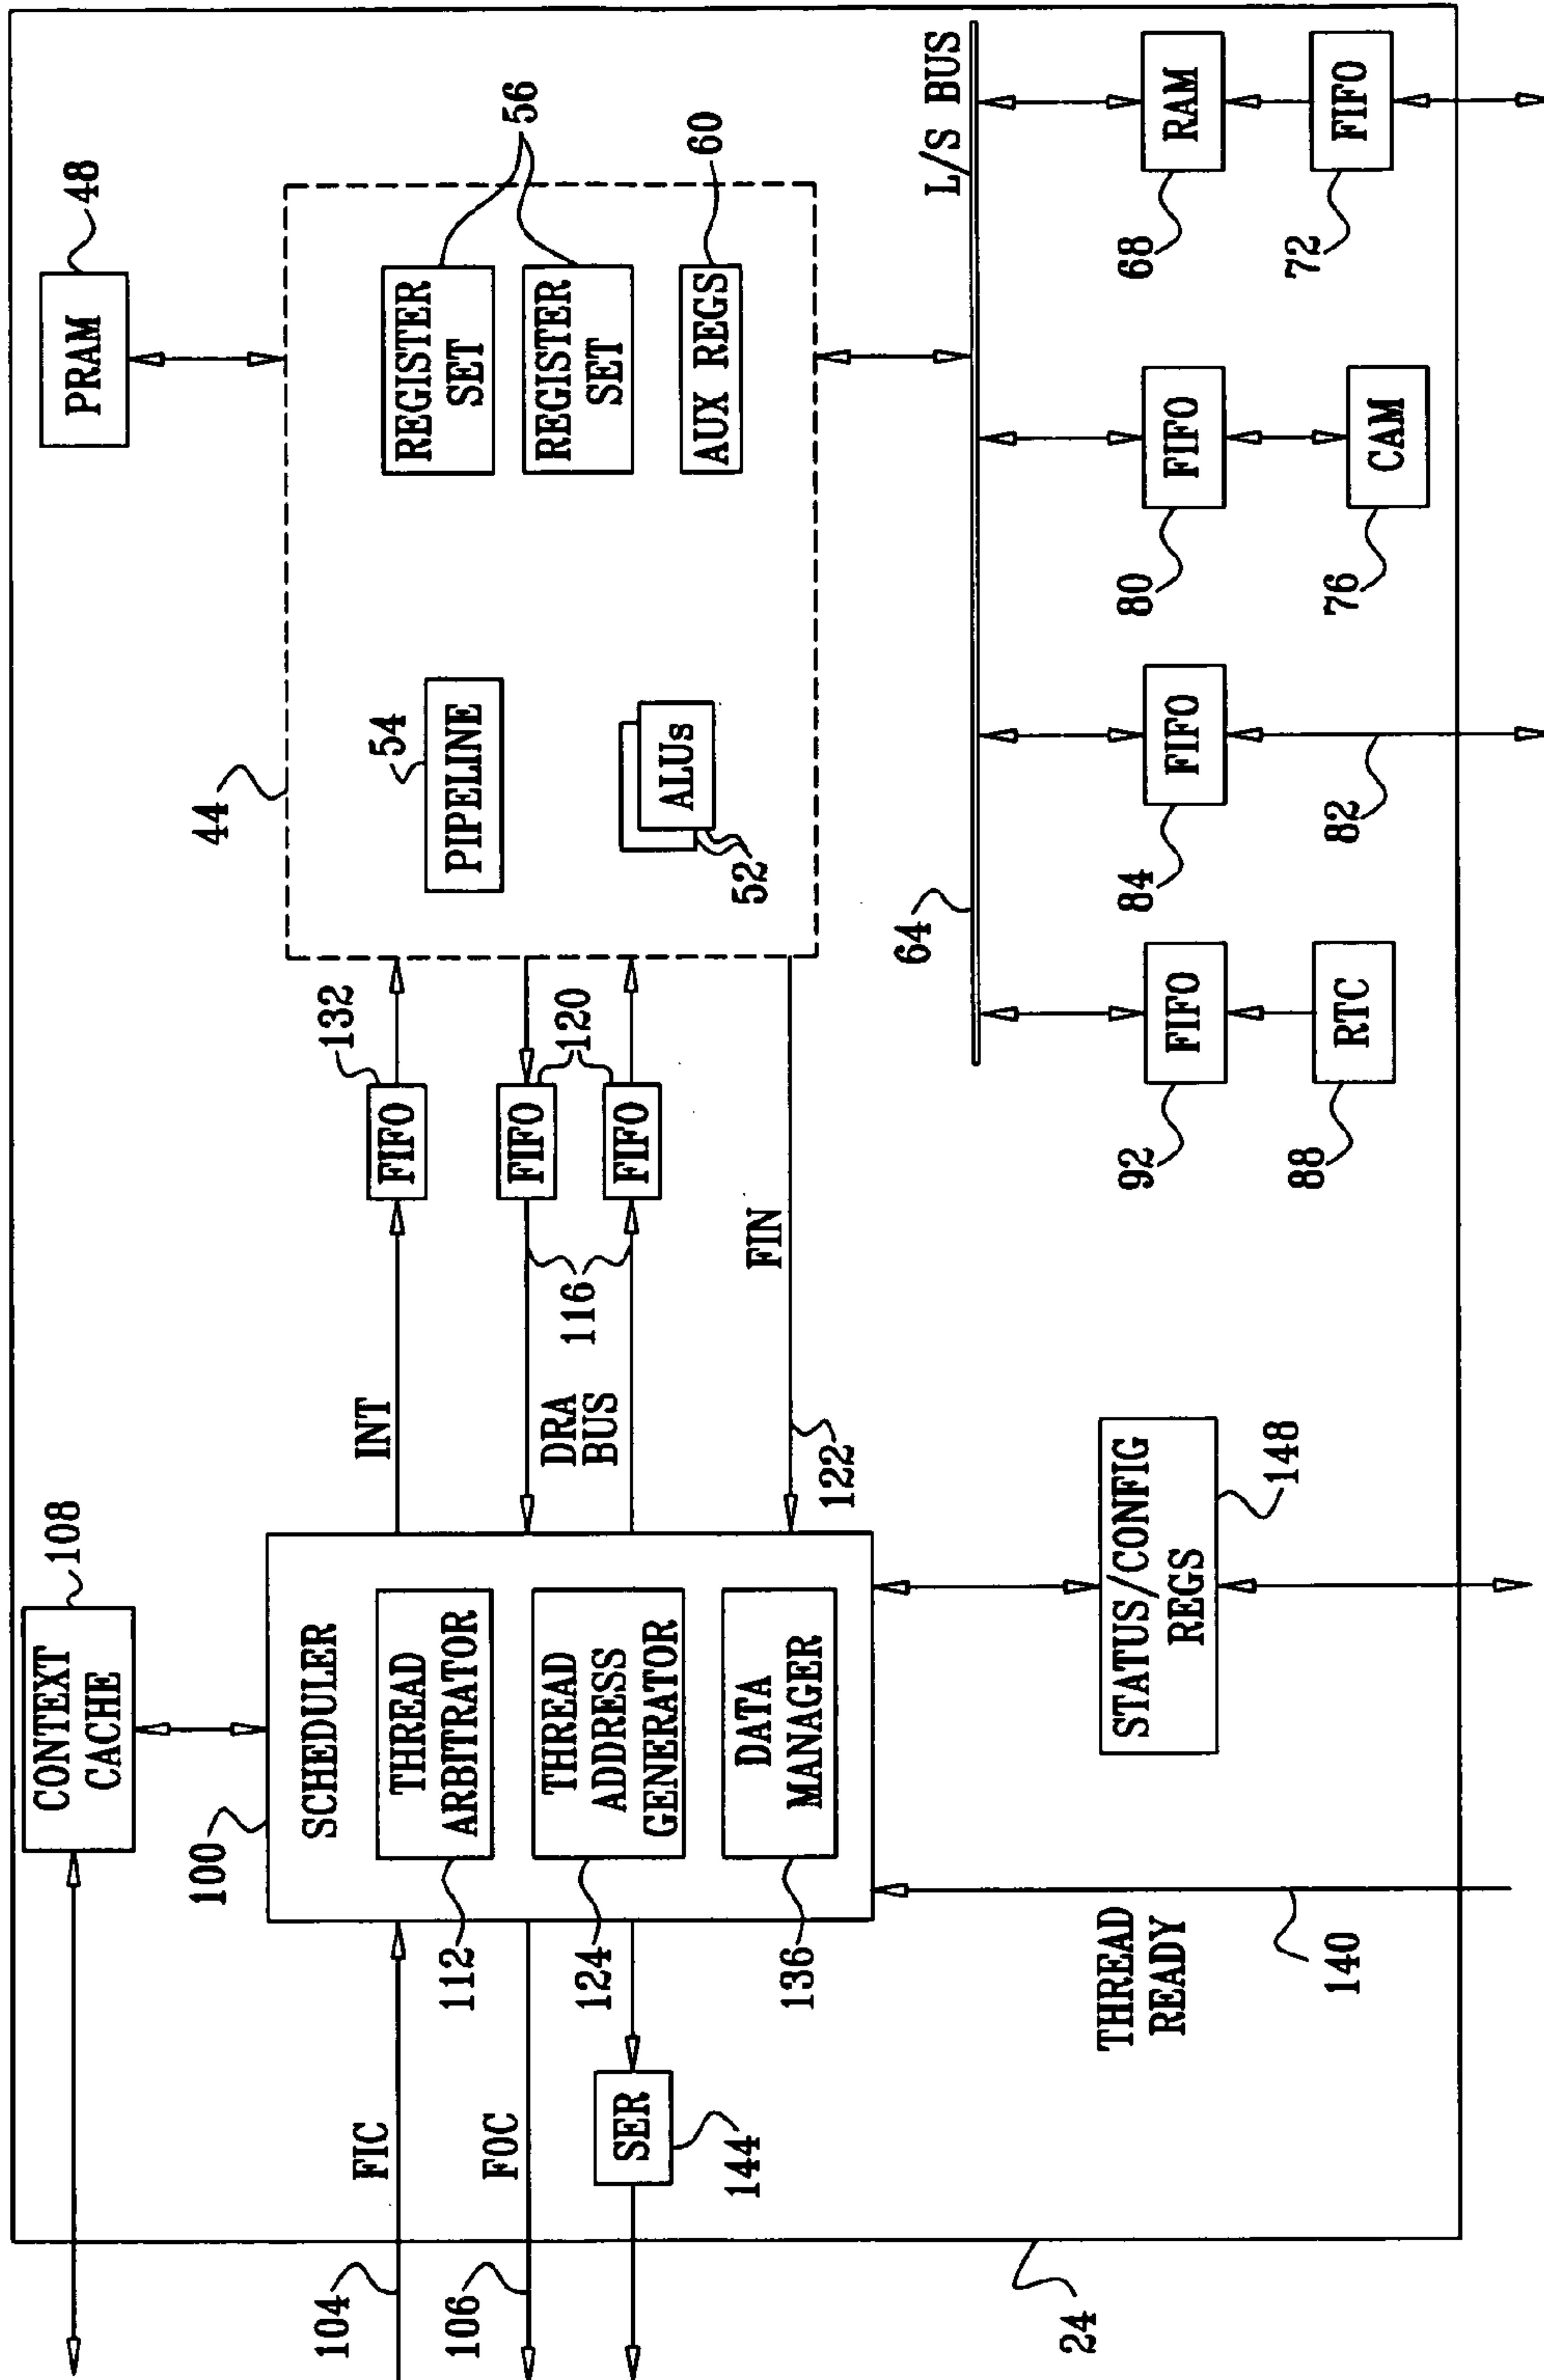 CONTEXT
CACHE
108
PRAM
48
100
SCHEDULER
THREAD
ARBITRATOR
112
THREAD
ADDRESS
GENERATOR
124
DATA
MANAGER
136
104
FIC
106
FOC
SER
144
INT
FIFO
132
DRA
BUS
116
FIFO
FIFO
120
FIN
122
44
54
PIPELINE
ALUs
52
REGISTER
SET
REGISTER
SET
56
AUX REGS
60
64
L/S BUS
THREAD
READY
140
STATUS/CONFIG
REGS
148
FIFO
92
RTC
88
FIFO
84
82
FIFO
80
CAM
76
RAM
68
FIFO
72
24